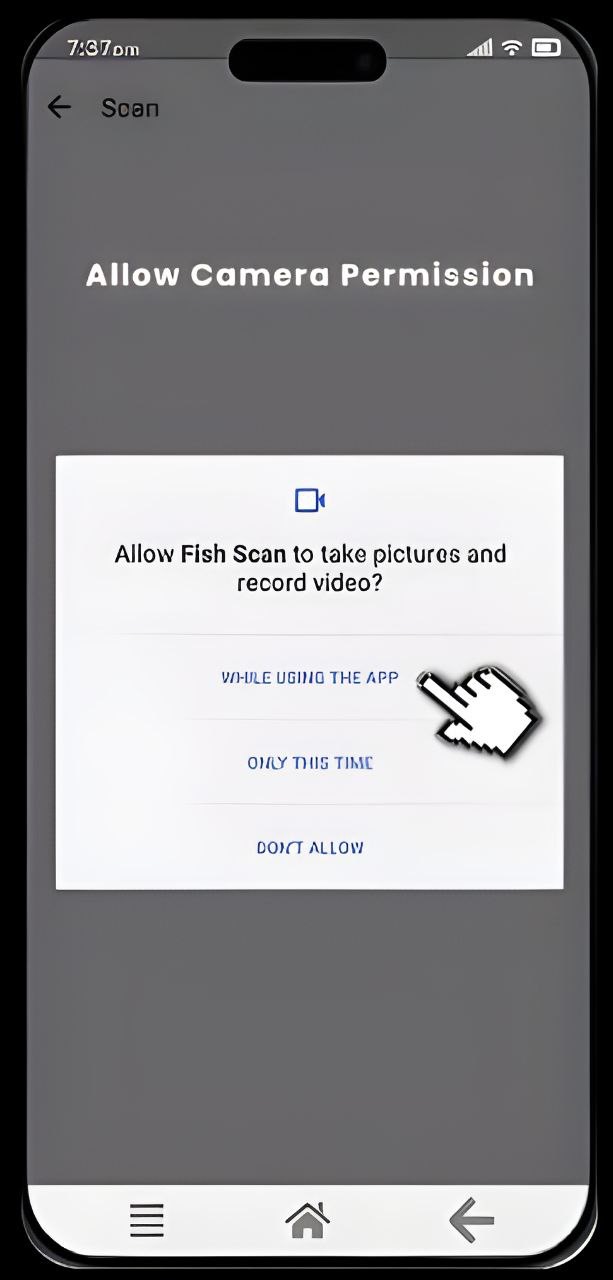 7:37pm
Scan
Allow Camera Permission
Allow Fish Scan to take pictures and
record video?
WHILE USING THE APP
ONLY THIS TIME
DON'T ALLOW